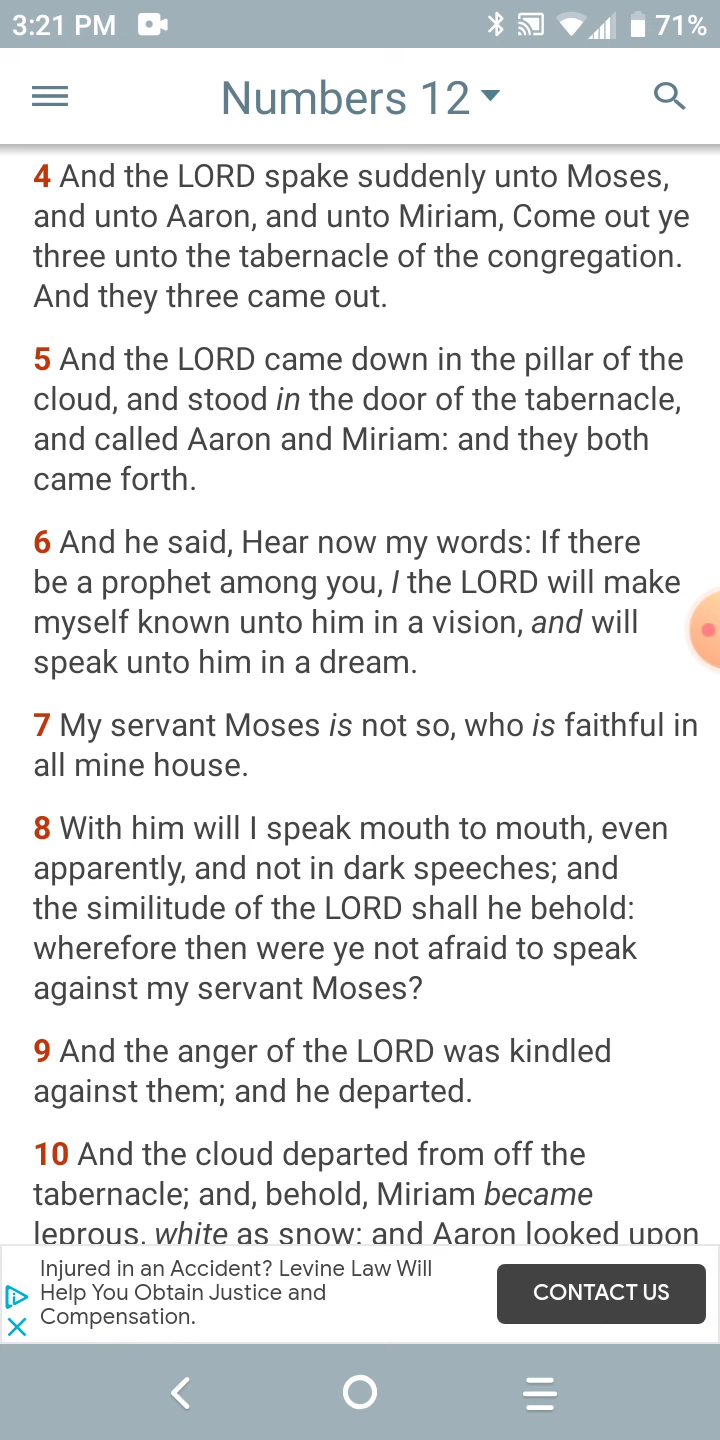 3:21 PM
71%
Numbers 12
4 And the LORD spake suddenly unto Moses,
and unto Aaron, and unto Miriam, Come out ye
three unto the tabernacle of the congregation.
And they three came out.
5 And the LORD came down in the pillar of the
cloud, and stood in the door of the tabernacle,
and called Aaron and Miriam: and they both
came forth.
6 And he said, Hear now my words: If there
be a prophet among you, I the LORD will make
myself known unto him in a vision, and will
speak unto him in a dream.
7 My servant Moses is not so, who is faithful in
all mine house.
8 With him will I speak mouth to mouth, even
apparently, and not in dark speeches; and
the similitude of the LORD shall he behold:
wherefore then were ye not afraid to speak
against my servant Moses?
9 And the anger of the LORD was kindled
against them; and he departed.
10 And the cloud departed from off the
tabernacle; and, behold, Miriam became
leprous, white as snow: and Aaron looked upon
Injured in an Accident? Levine Law Will
Help You Obtain Justice and
Compensation.
CONTACT US